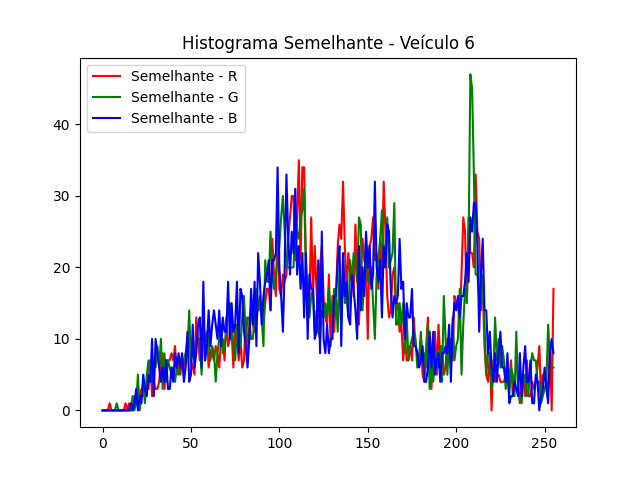 Histograma Semelhante - Veículo 6
Semelhante - R
Semelhante - G
Semelhante - B
40
30
20
10
0
0 50 100 150 200 250